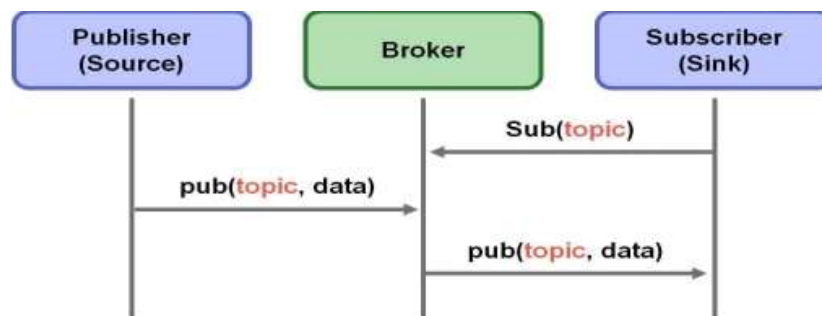 Publisher
(Source)
Broker
Subscriber
(Sink)
Sub(topic)
pub(topic, data)
pub(topic, data)